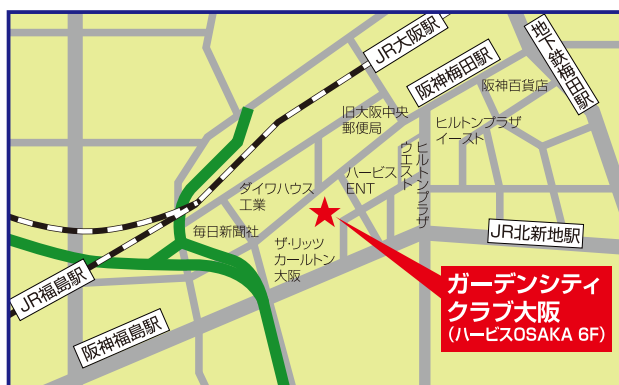 JR大阪駅
阪神梅田駅
地下鉄梅田駅
阪神百貨店
旧大阪中央
郵便局
ヒルトンプラザ
イースト
ヒルトンプラザ
ウエスト
ハービス
ENT
ダイワハウス
工業
毎日新聞社
ザ・リッツ
カールトン
大阪
JR北新地駅
JR福島駅
阪神福島駅
ガーデンシティ
クラブ大阪
(ハービスOSAKA 6F)